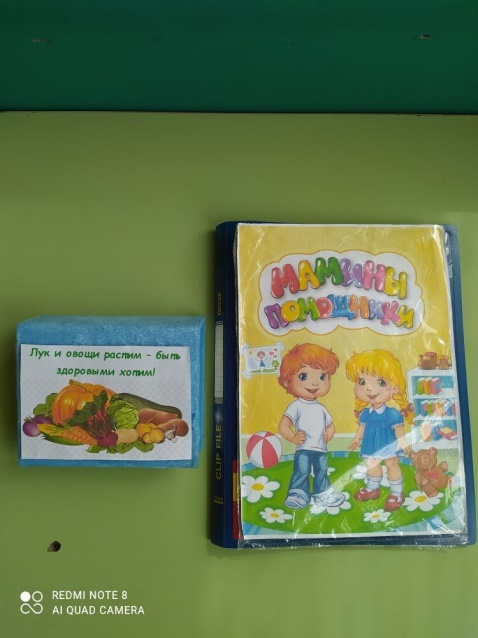 МАМИНЫ
ПОМОЩНИКИ
Лук и овощи растим - быть
здоровыми хотим!
CLIP FILE
REDMI NOTE 8
AI QUAD CAMERA